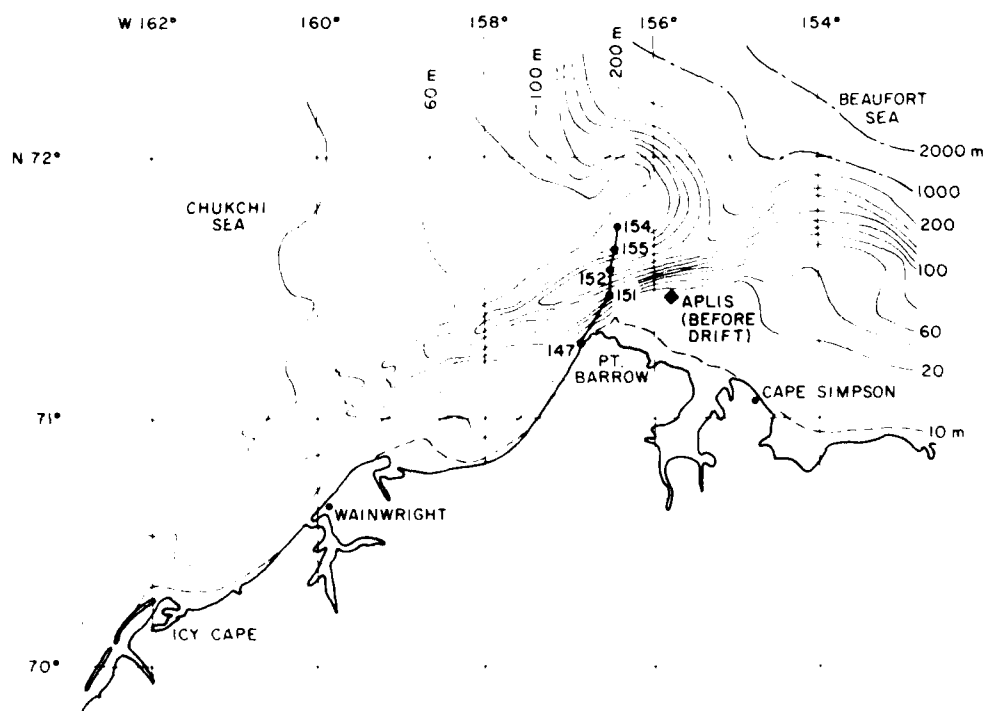 W 162°
160°
158°
156°
154°
60 m
-100 m
200 m
BEAUFORT
SEA
2000 m
N 72°
1000
CHUKCHI
SEA
200
154
155
100
152
151
APLIS
(BEFORE
DRIFT)
60
147
PT.
BARROW
20
CAPE SIMPSON
71°
10 m
WAINWRIGHT
ICY CAPE
70°